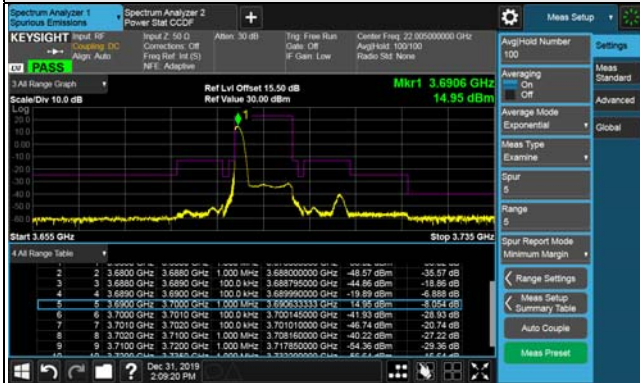 Spectrum Analyzer 1
Spurious Emissions
Spectrum Analyzer 2
Power Stat CCDF
Meas Setup
KEYSIGHT
Input: RF
Coupling: DC
Align: Auto
Input Z: 50 Ω
Corrections: Off
Freq Ref: Int (S)
NFE: Adaptive
Atten: 30 dB
Trig: Free Run
Gate: Off
IF Gain: Low
Center Freq: 22.005000000 GHz
Avg|Hold: 100/100
Radio Std: None
PASS
3 All Range Graph
Scale/Div 10.0 dB
Ref Lvl Offset 15.50 dB
Ref Value 30.00 dBm
Mkr1 3.6906 GHz
14.95 dBm
Log
20.0
10.0
0.00
-10.0
-20.0
-30.0
-40.0
-50.0
-60.0
1
Start 3.655 GHz
Stop 3.735 GHz
4 All Range Table
2 2 3.6800 GHz 3.6880 GHz 1.000 MHz 3.688000000 GHz -48.57 dBm -35.57 dB
3 3 3.6880 GHz 3.6890 GHz 1.000 MHz 3.688795000 GHz -44.86 dBm -18.86 dB
4 4 3.6890 GHz 3.6900 GHz 100.0 kHz 3.689990000 GHz -19.89 dBm -6.888 dB
5 5 3.6900 GHz 3.7000 GHz 1.000 MHz 3.690633333 GHz 14.95 dBm -8.054 dB
6 6 3.7000 GHz 3.7010 GHz 100.0 kHz 3.700145000 GHz -41.93 dBm -28.93 dB
7 7 3.7010 GHz 3.7020 GHz 100.0 kHz 3.701010000 GHz -46.74 dBm -20.74 dB
8 8 3.7020 GHz 3.7100 GHz 1.000 MHz 3.708160000 GHz -40.22 dBm -27.22 dB
9 9 3.7100 GHz 3.7200 GHz 1.000 MHz 3.717850000 GHz -54.36 dBm -29.36 dB
Avg|Hold Number
100
Averaging
On
Off
Average Mode
Exponential
Meas Type
Examine
Spur
5
Range
5
Spur Report Mode
Minimum Margin
Range Settings
Meas Setup
Summary Table
Auto Couple
Meas Preset
Settings
Meas
Standard
Advanced
Global
Dec 31, 2019
2:09:20 PM